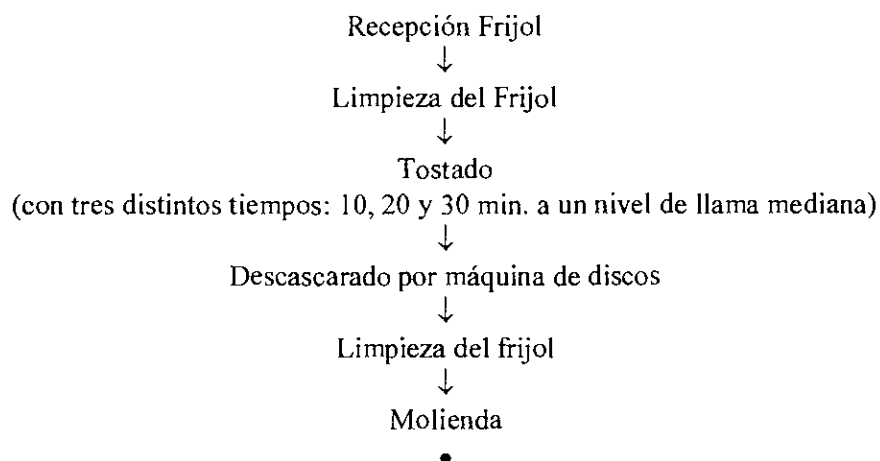 Recepción Frijol
↓
Limpieza del Frijol
↓
Tostado
(con tres distintos tiempos: 10, 20 y 30 min. a un nivel de llama mediana)
↓
Descascarado por máquina de discos
↓
Limpieza del frijol
↓
Molienda
•